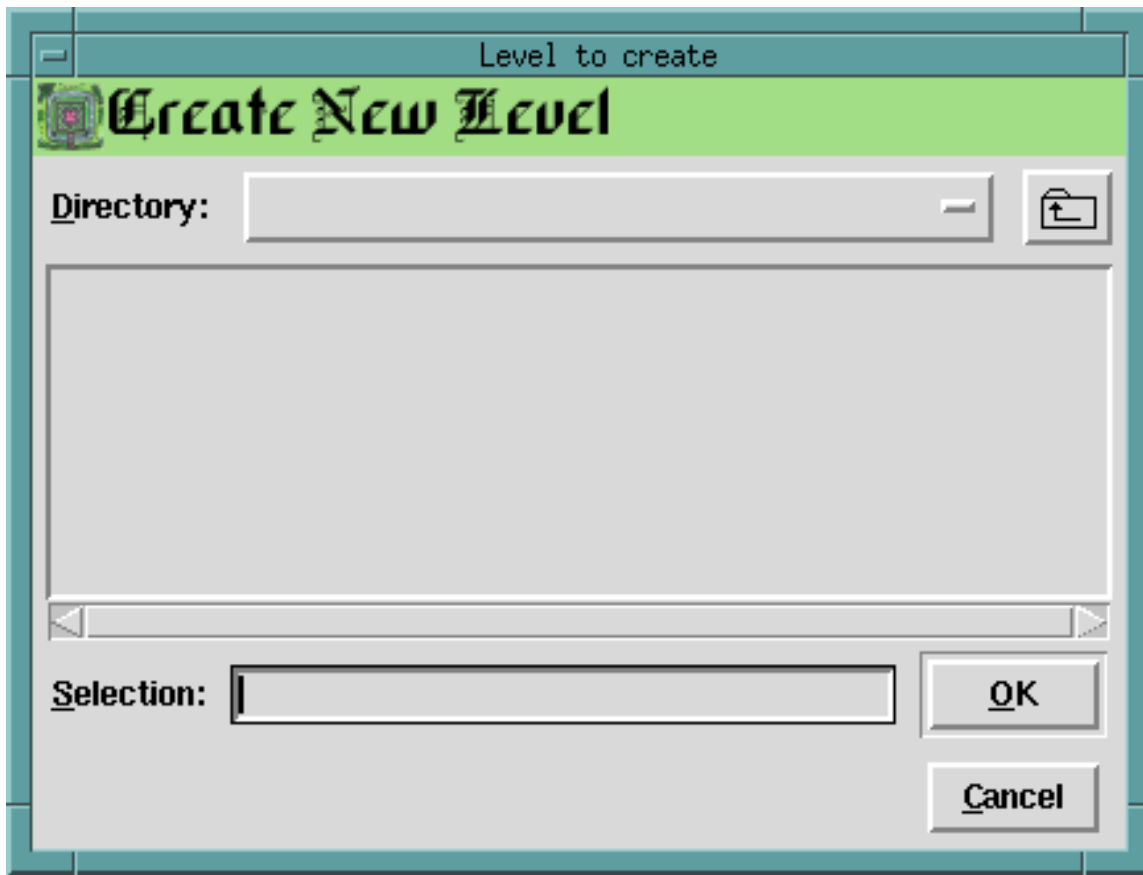 Level to create
Create New Level
Directory:
Selection:
OK
Cancel